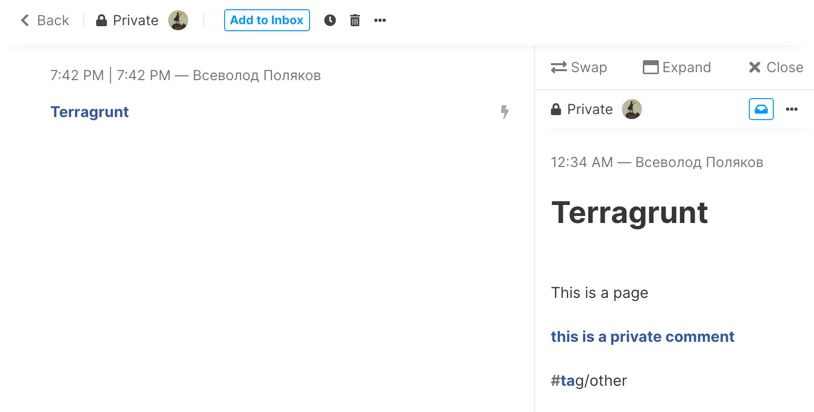 Back
Private
Add to Inbox
7:42 PM | 7:42 PM — Всеволод Поляков
Terragrunt
Swap
Expand
Close
Private
12:34 AM — Всеволод Поляков
Terragrunt
This is a page
this is a private comment
#tag/other